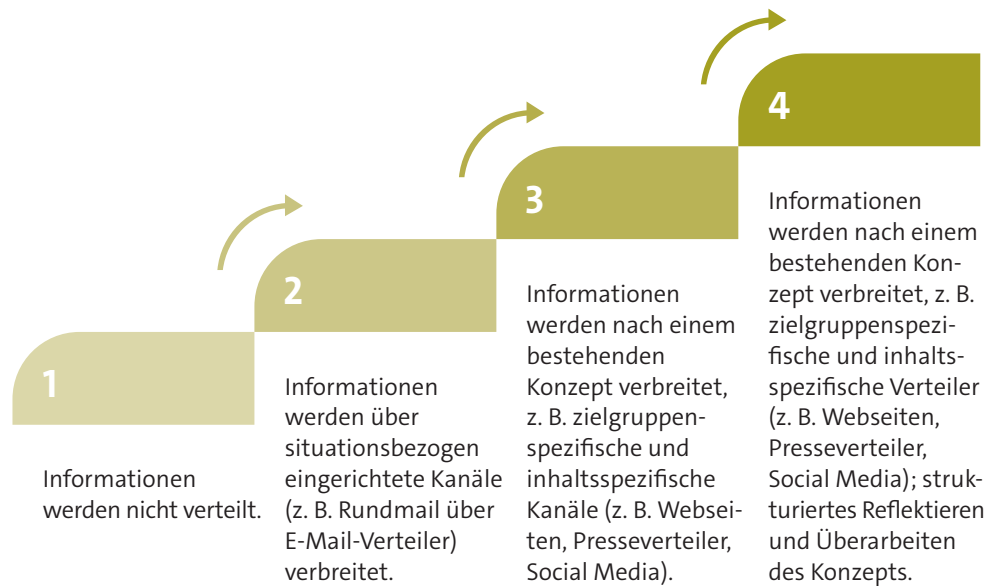 1
Informationen
werden nicht verteilt.
2
Informationen
werden über
situationsbezogen
eingerichtete Kanäle
(z. B. Rundmail über
E-Mail-Verteiler)
verbreitet.
3
Informationen
werden nach einem
bestehenden
Konzept verbreitet,
z. B. zielgruppen-
spezifische und
inhaltsspezifische
Kanäle (z. B. Websei-
ten, Presseverteiler,
Social Media).
4
Informationen
werden nach einem
bestehenden Kon-
zept verbreitet, z. B.
zielgruppenspezi-
fische und inhalts-
spezifische Verteiler
(z. B. Webseiten,
Presseverteiler,
Social Media); struk-
turiertes Reflektieren
und Überarbeiten
des Konzepts.